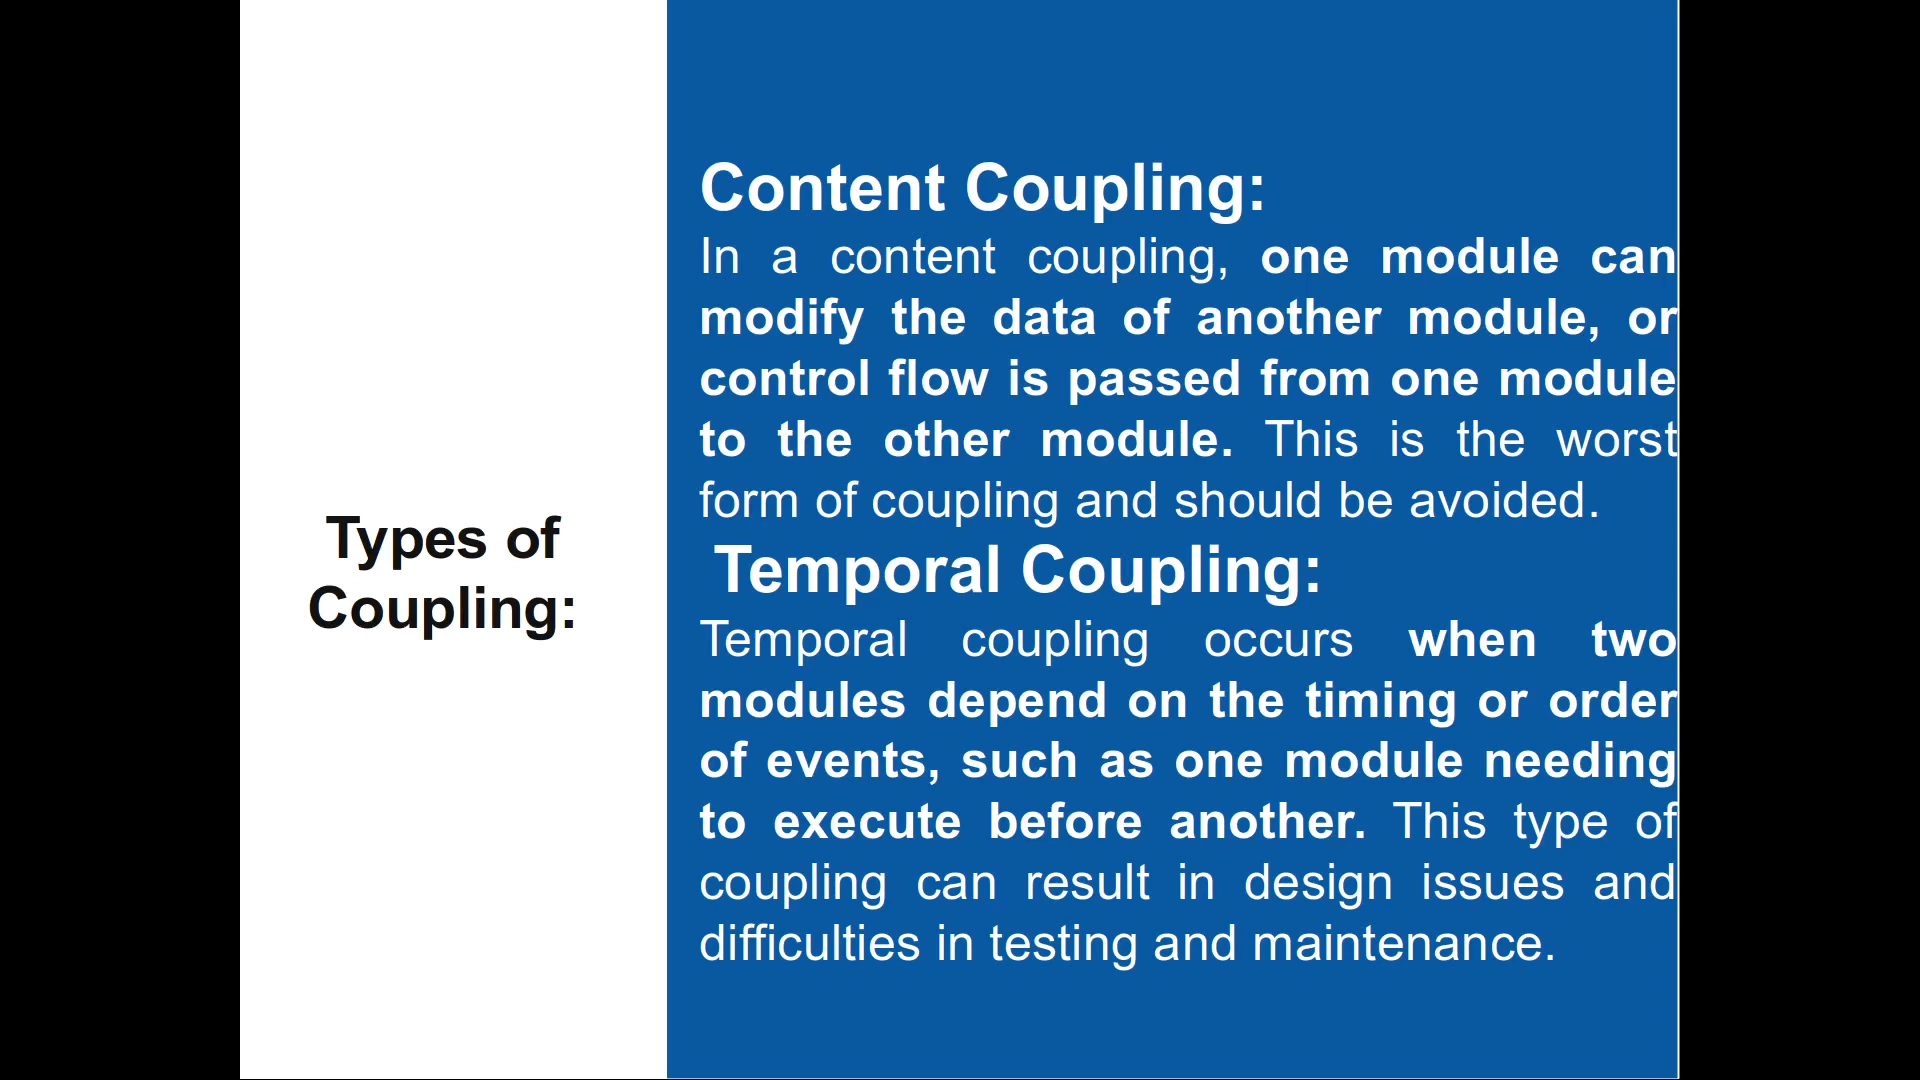 Types of
Coupling:
Content Coupling:
In a content coupling, one module can
modify the data of another module, or
control flow is passed from one module
to the other module. This is the worst
form of coupling and should be avoided.
Temporal Coupling:
Temporal coupling occurs when two
modules depend on the timing or order
of events, such as one module needing
to execute before another. This type of
coupling can result in design issues and
difficulties in testing and maintenance.